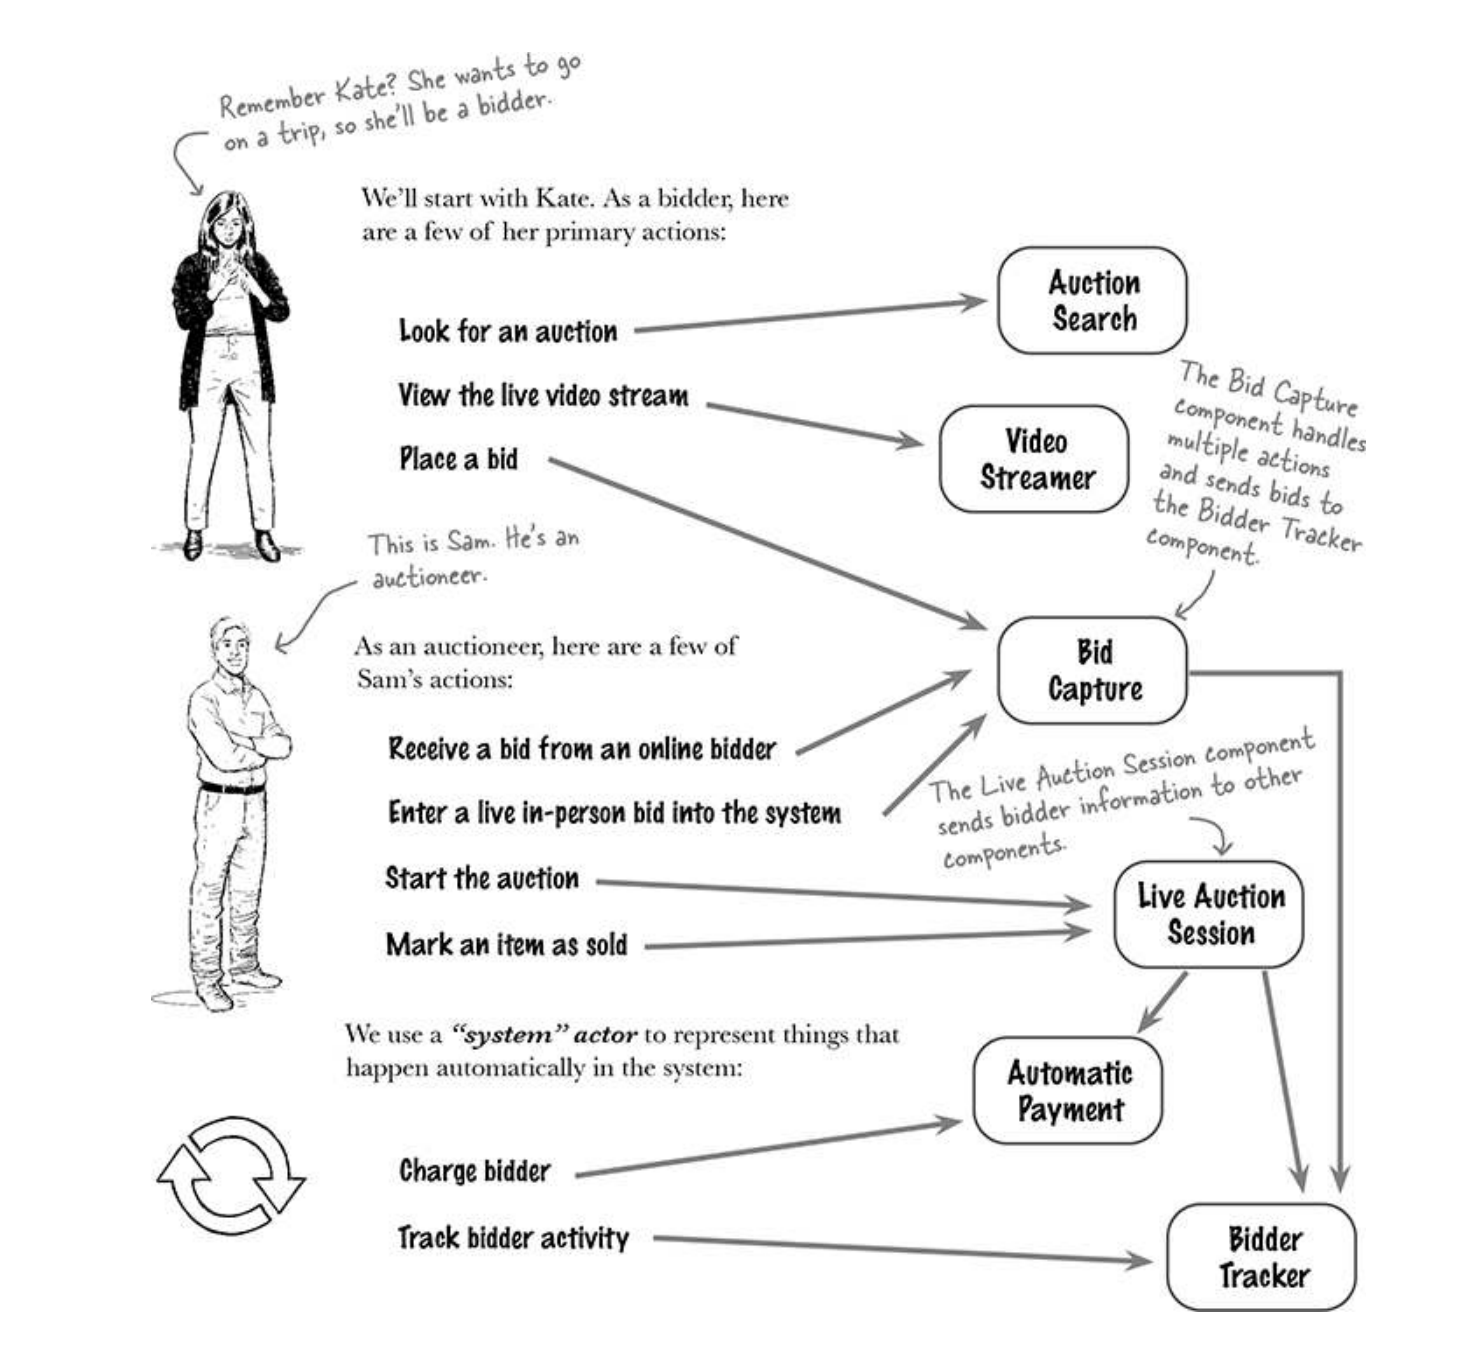 Remember Kate? She wants to go
on a trip, so she'll be a bidder.
We'll start with Kate. As a bidder, here
are a few of her primary actions:
Look for an auction
Auction
Search
View the live video stream
Video
Streamer
Place a bid
The Bid Capture
component handles
multiple actions
and sends bids to
the Bidder Tracker
component.
This is Sam. He's an
auctioneer.
As an auctioneer, here are a few of
Sam's actions:
Bid
Capture
Receive a bid from an online bidder
Enter a live in-person bid into the system
The Live Auction Session component
sends bidder information to other
components.
Start the auction
Mark an item as sold
Live Auction
Session
We use a “system” actor to represent things that
happen automatically in the system:
Automatic
Payment
Charge bidder
Track bidder activity
Bidder
Tracker